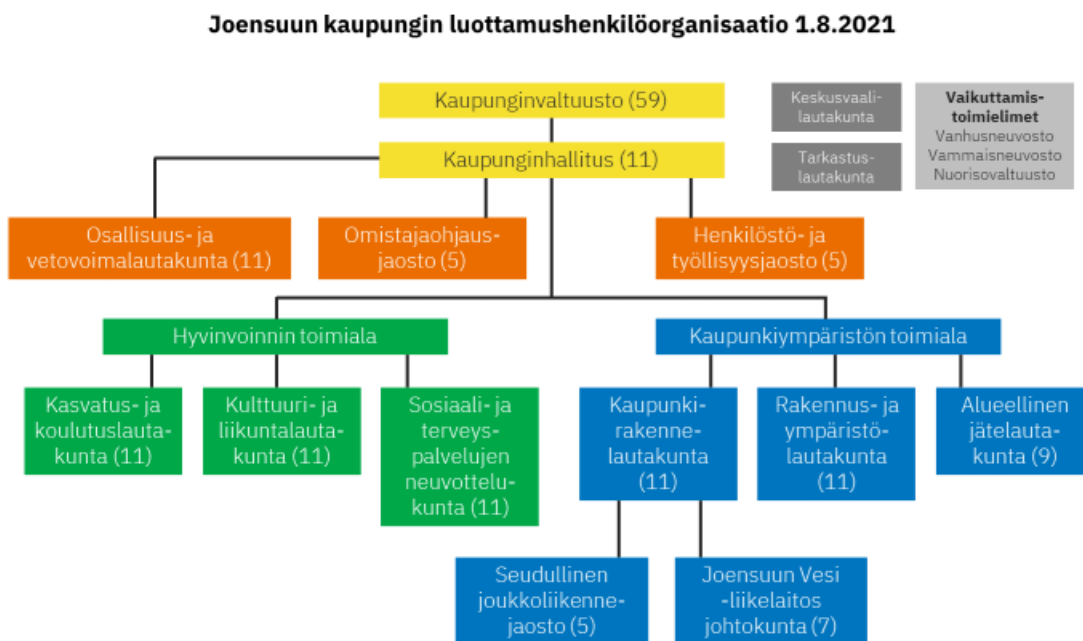 Joensuun kaupungin luottamushenkilöorganisaatio 1.8.2021
Kaupunginvaltuusto (59)
Kaupunginhallitus (11)
Keskusvaali-
lautakunta
Tarkastus-
lautakunta
Vaikuttamis-
toimielimet
Vanhusneuvosto
Vammaisneuvosto
Nuorisovaltuusto
Osallisuus- ja
vetovoimalautakunta (11)
Omistajaohjaus-
jaosto (5)
Henkilöstö- ja
työllisyysjaosto (5)
Hyvinvoinnin toimiala
Kaupunkiympäristön toimiala
Kasvatus- ja
koulutuslauta-
kunta (11)
Kulttuuri- ja
liikuntalauta-
kunta (11)
Sosiaali- ja
terveys-
palvelujen
neuvottelu-
kunta (11)
Kaupunki-
rakenne-
lautakunta
(11)
Rakennus- ja
ympäristö-
lautakunta
(11)
Alueellinen
jätelauta-
kunta (9)
Seudullinen
joukkoliikenne-
jaosto (5)
Joensuun Vesi
-liikelaitos
johtokunta (7)